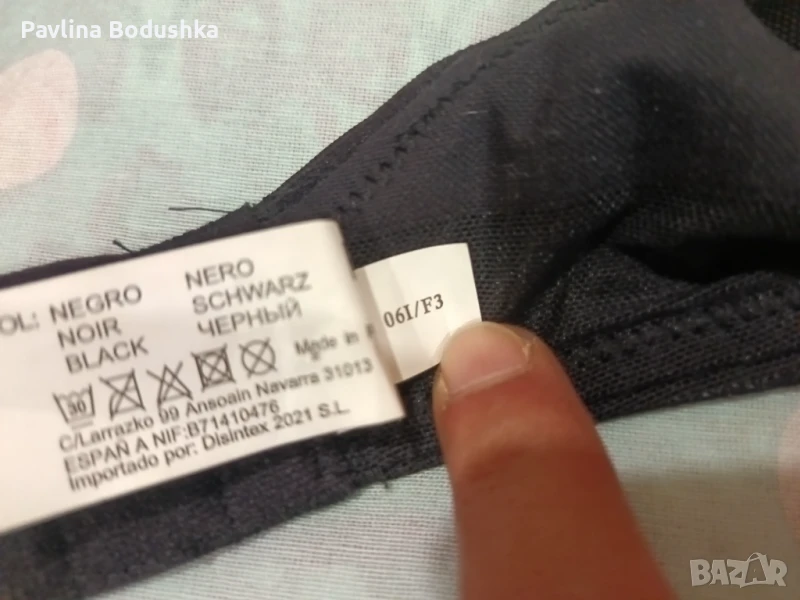 Pavlina Bodushka
OL: NEGRO NERO
NOIR SCHWARZ
BLACK ЧЕРНЫЙ
Made in
30
C/Larrazko 99 Ansoain Navarra 31013
ESPAÑA NIF:B71410476
Importado por: Disintex 2021 S.L.
06I/F3
BAZAR